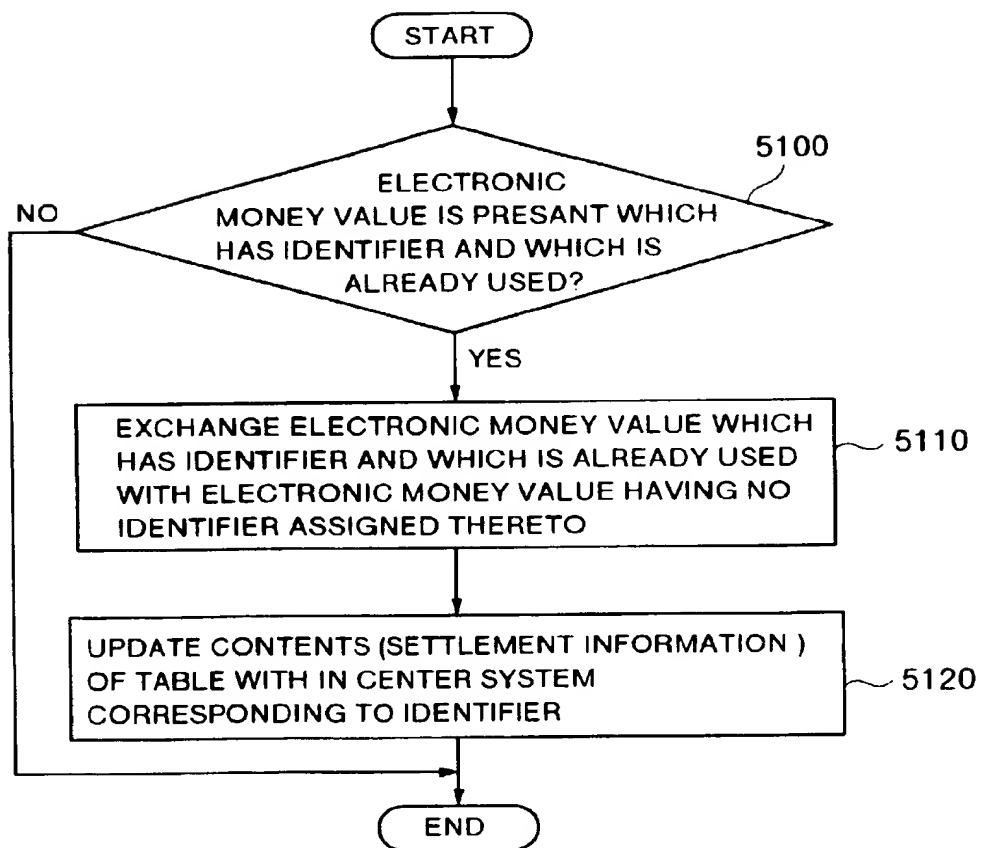 START
5100
ELECTRONIC
MONEY VALUE IS PRESANT WHICH
HAS IDENTIFIER AND WHICH IS
ALREADY USED?
NO
YES
EXCHANGE ELECTRONIC MONEY VALUE WHICH
HAS IDENTIFIER AND WHICH IS ALREADY USED
WITH ELECTRONIC MONEY VALUE HAVING NO
IDENTIFIER ASSIGNED THERETO
5110
UPDATE CONTENTS (SETTLEMENT INFORMATION )
OF TABLE WITH IN CENTER SYSTEM
CORRESPONDING TO IDENTIFIER
5120
END